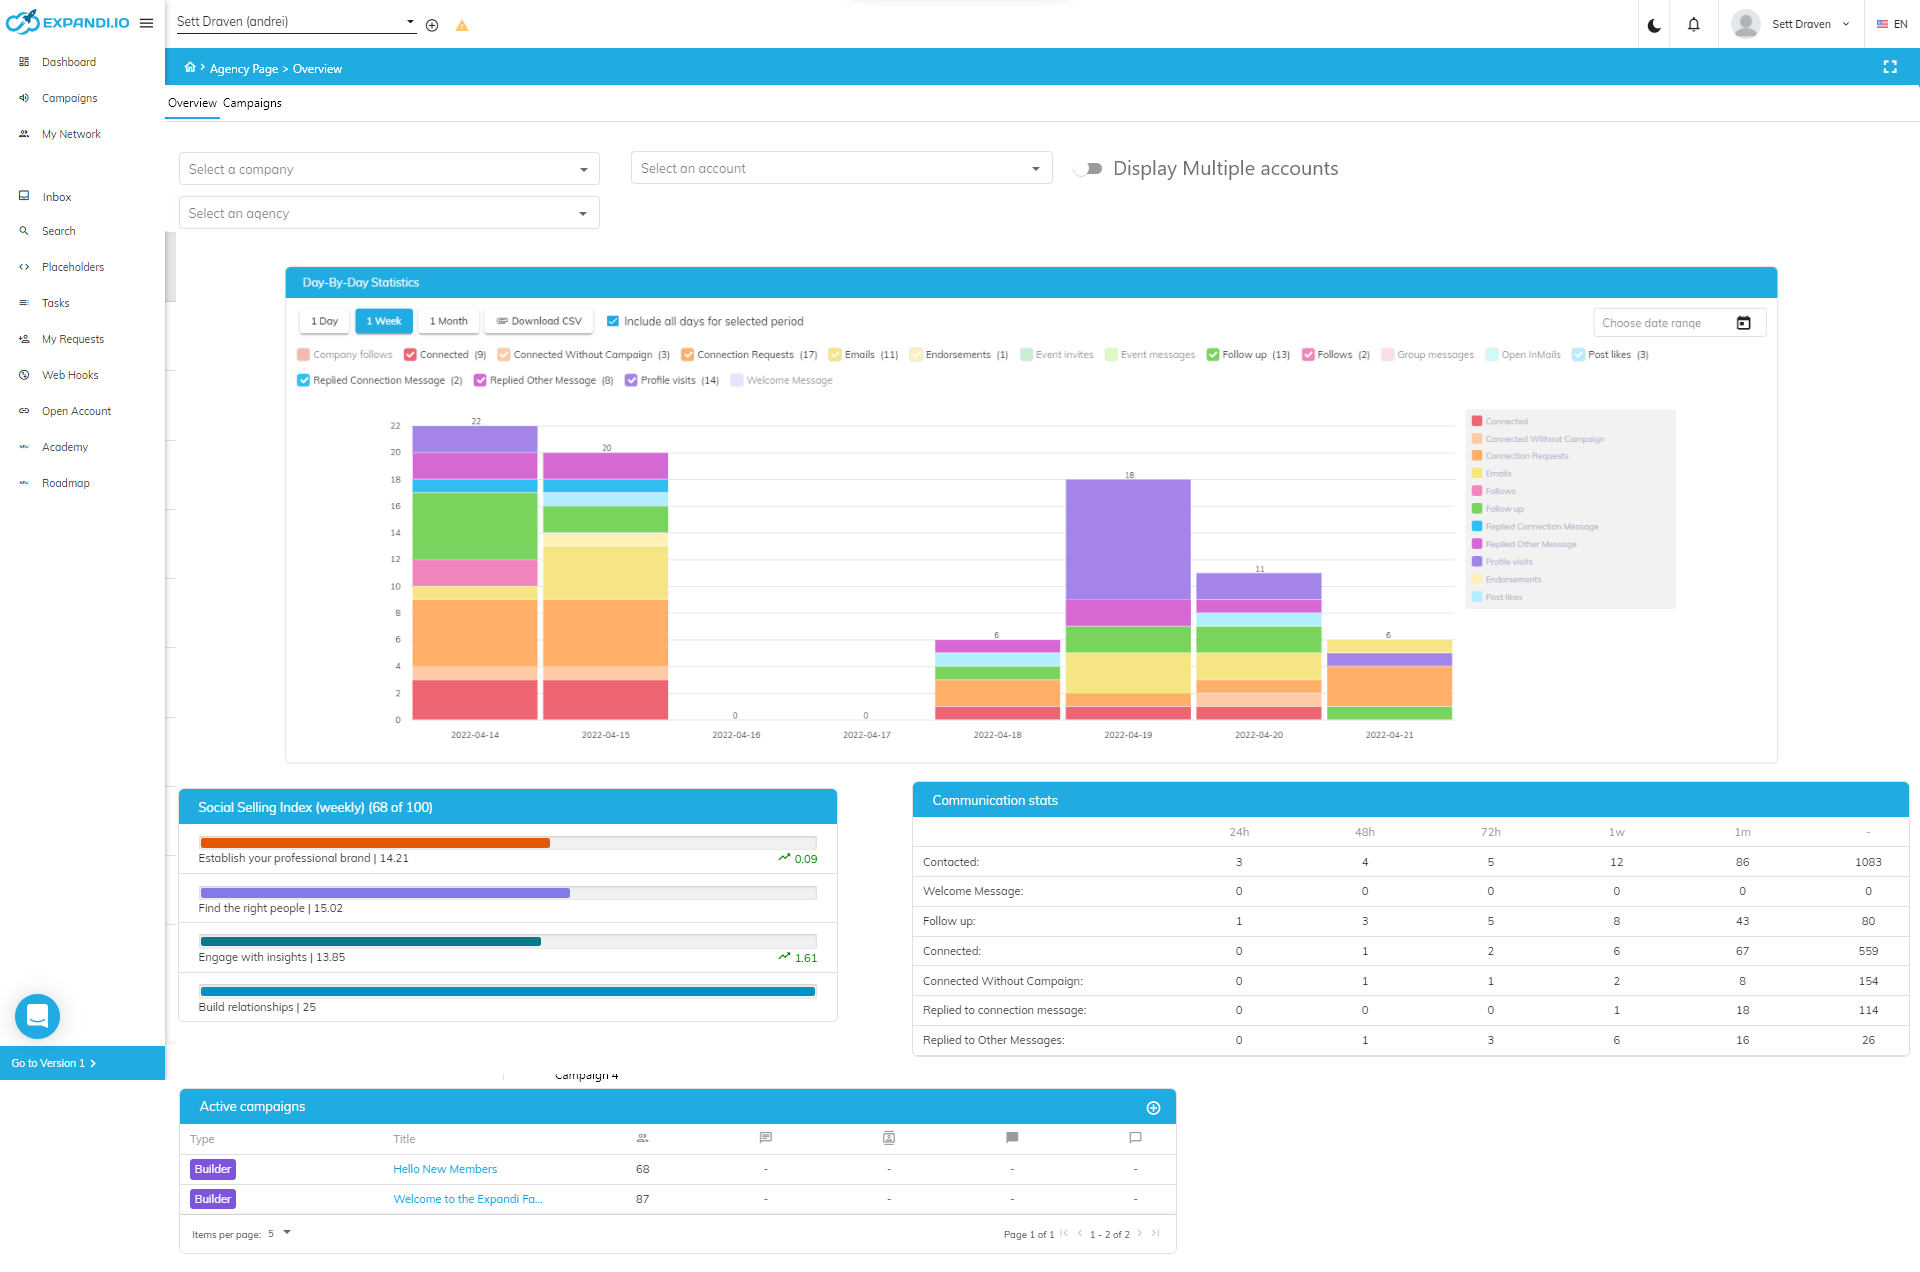 EXPANDI.IO
Sett Draven (andrei)
Sett Draven
EN
Dashboard
Campaigns
My Network
Inbox
Search
Placeholders
Tasks
My Requests
Web Hooks
Open Account
Academy
Roadmap
Go to Version 1
Agency Page > Overview
Overview Campaigns
Select a company
Select an account
Display Multiple accounts
Select an agency
Day-By-Day Statistics
1 Day 1 Week 1 Month Download CSV Include all days for selected period
Choose date range
Company follows Connected (9) Connected Without Campaign (3) Connection Requests (17) Emails (11) Endorsements (1) Event invites Event messages Follow up (13) Follows (2) Group messages Open InMails Post likes (3)
Replied Connection Message (2) Replied Other Message (8) Profile visits (14) Welcome Message
22
20
18
16
14
12
10
8
6
4
2
0
22
20
0
0
6
18
11
6
2022-04-14 2022-04-15 2022-04-16 2022-04-17 2022-04-18 2022-04-19 2022-04-20 2022-04-21
Connected
Connected Without Campaign
Connection Requests
Emails
Follows
Follow up
Replied Connection Message
Replied Other Message
Profile visits
Endorsements
Post likes
Social Selling Index (weekly) (68 of 100)
Establish your professional brand | 14.21 0.09
Find the right people | 15.02
Engage with insights | 13.85 1.61
Build relationships | 25
Communication stats
24h 48h 72h 1w 1m -
Contacted: 3 4 5 12 86 1083
Welcome Message: 0 0 0 0 0 0
Follow up: 1 3 5 8 43 80
Connected: 0 1 2 6 67 559
Connected Without Campaign: 0 1 1 2 8 154
Replied to connection message: 0 0 0 1 18 114
Replied to Other Messages: 0 1 3 6 16 26
Campaign 4
Active campaigns
Type Title
Builder Hello New Members 68 - - - -
Builder Welcome to the Expandi Fa... 87 - - - -
Items per page: 5
Page 1 of 1 1 - 2 of 2